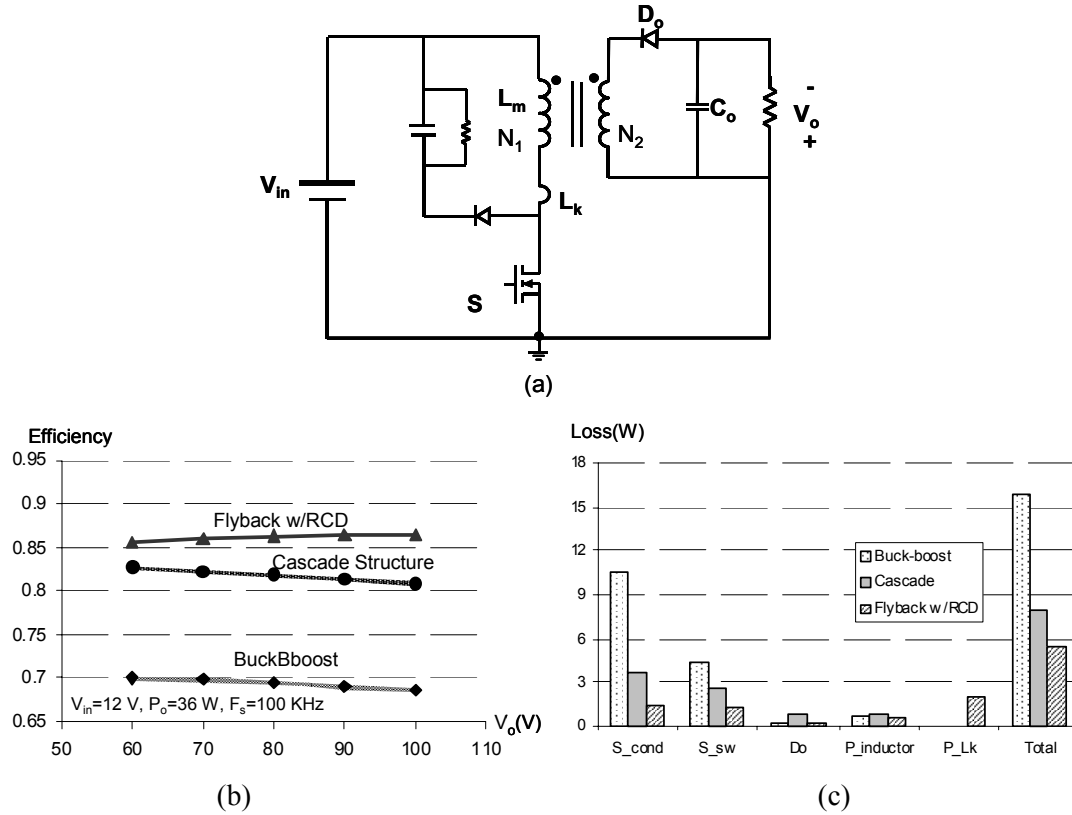 D_o
L_m
N_1
N_2
C_o
-
V_o
+
V_in
L_k
S
(a)
Efficiency
0.95
0.9
0.85
0.8
0.75
0.7
0.65
Flyback w/RCD
Cascade Structure
BuckBboost
V_in=12 V, P_o=36 W, F_s=100 KHz
V_o(V)
50 60 70 80 90 100 110
(b)
Loss(W)
18
15
12
9
6
3
0
Buck-boost
Cascade
Flyback w/RCD
S_cond S_sw Do P_inductor P_Lk Total
(c)